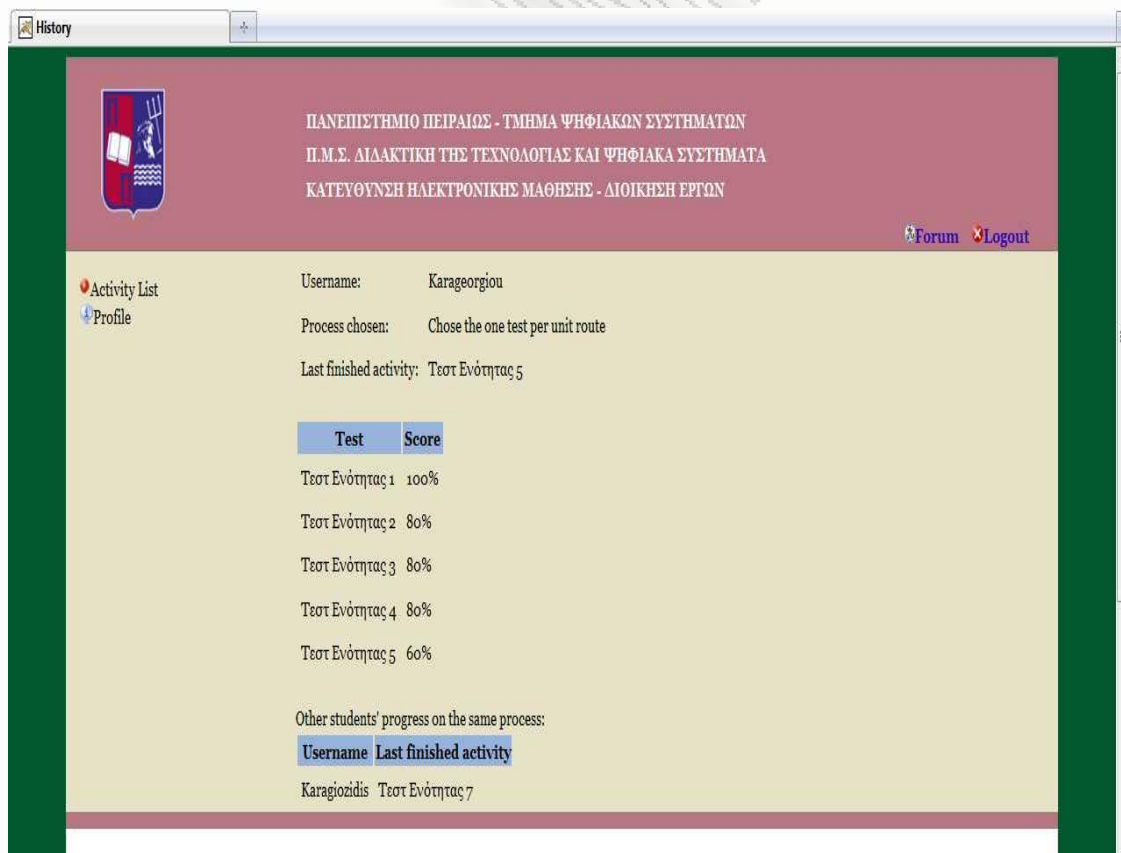 History
ΠΑΝΕΠΙΣΤΗΜΙΟ ΠΕΙΡΑΙΩΣ - ΤΜΗΜΑ ΨΗΦΙΑΚΩΝ ΣΥΣΤΗΜΑΤΩΝ
Π.Μ.Σ. ΔΙΔΑΚΤΙΚΗ ΤΗΣ ΤΕΧΝΟΛΟΓΙΑΣ ΚΑΙ ΨΗΦΙΑΚΑ ΣΥΣΤΗΜΑΤΑ
ΚΑΤΕΥΘΥΝΣΗ ΗΛΕΚΤΡΟΝΙΚΗΣ ΜΑΘΗΣΗΣ - ΔΙΟΙΚΗΣΗ ΕΡΓΩΝ
Forum Logout
Activity List
Profile
Username: Karageorgiou
Process chosen: Chose the one test per unit route
Last finished activity: Τεστ Ενότητας 5
Test Score
Τεστ Ενότητας 1 100%
Τεστ Ενότητας 2 80%
Τεστ Ενότητας 3 80%
Τεστ Ενότητας 4 80%
Τεστ Ενότητας 5 60%
Other students' progress on the same process:
Username Last finished activity
Karagiozidis Τεστ Ενότητας 7